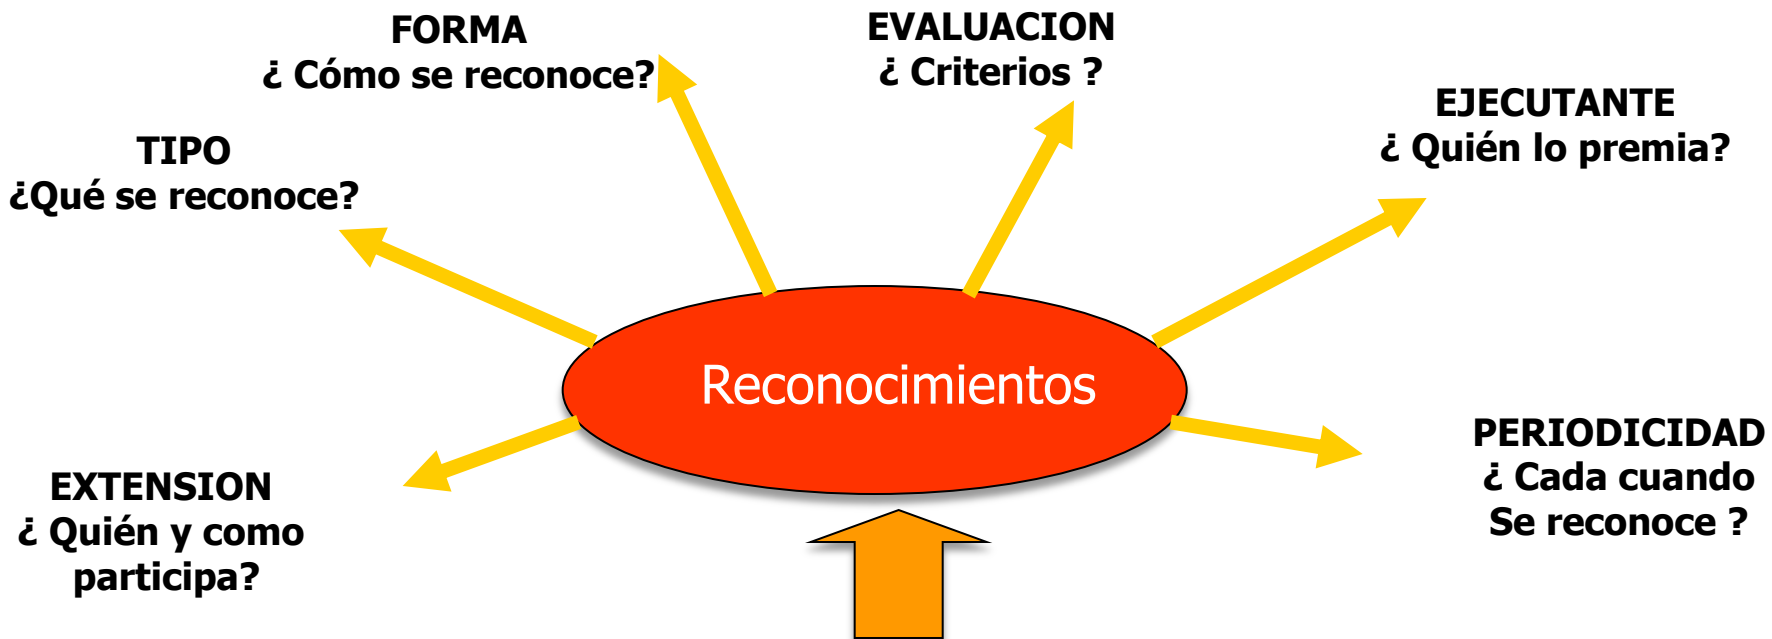 FORMA
¿ Cómo se reconoce?
EVALUACION
¿ Criterios ?
EJECUTANTE
¿ Quién lo premia?
TIPO
¿Qué se reconoce?
Reconocimientos
EXTENSION
¿ Quién y como
participa?
PERIODICIDAD
¿ Cada cuando
Se reconoce ?